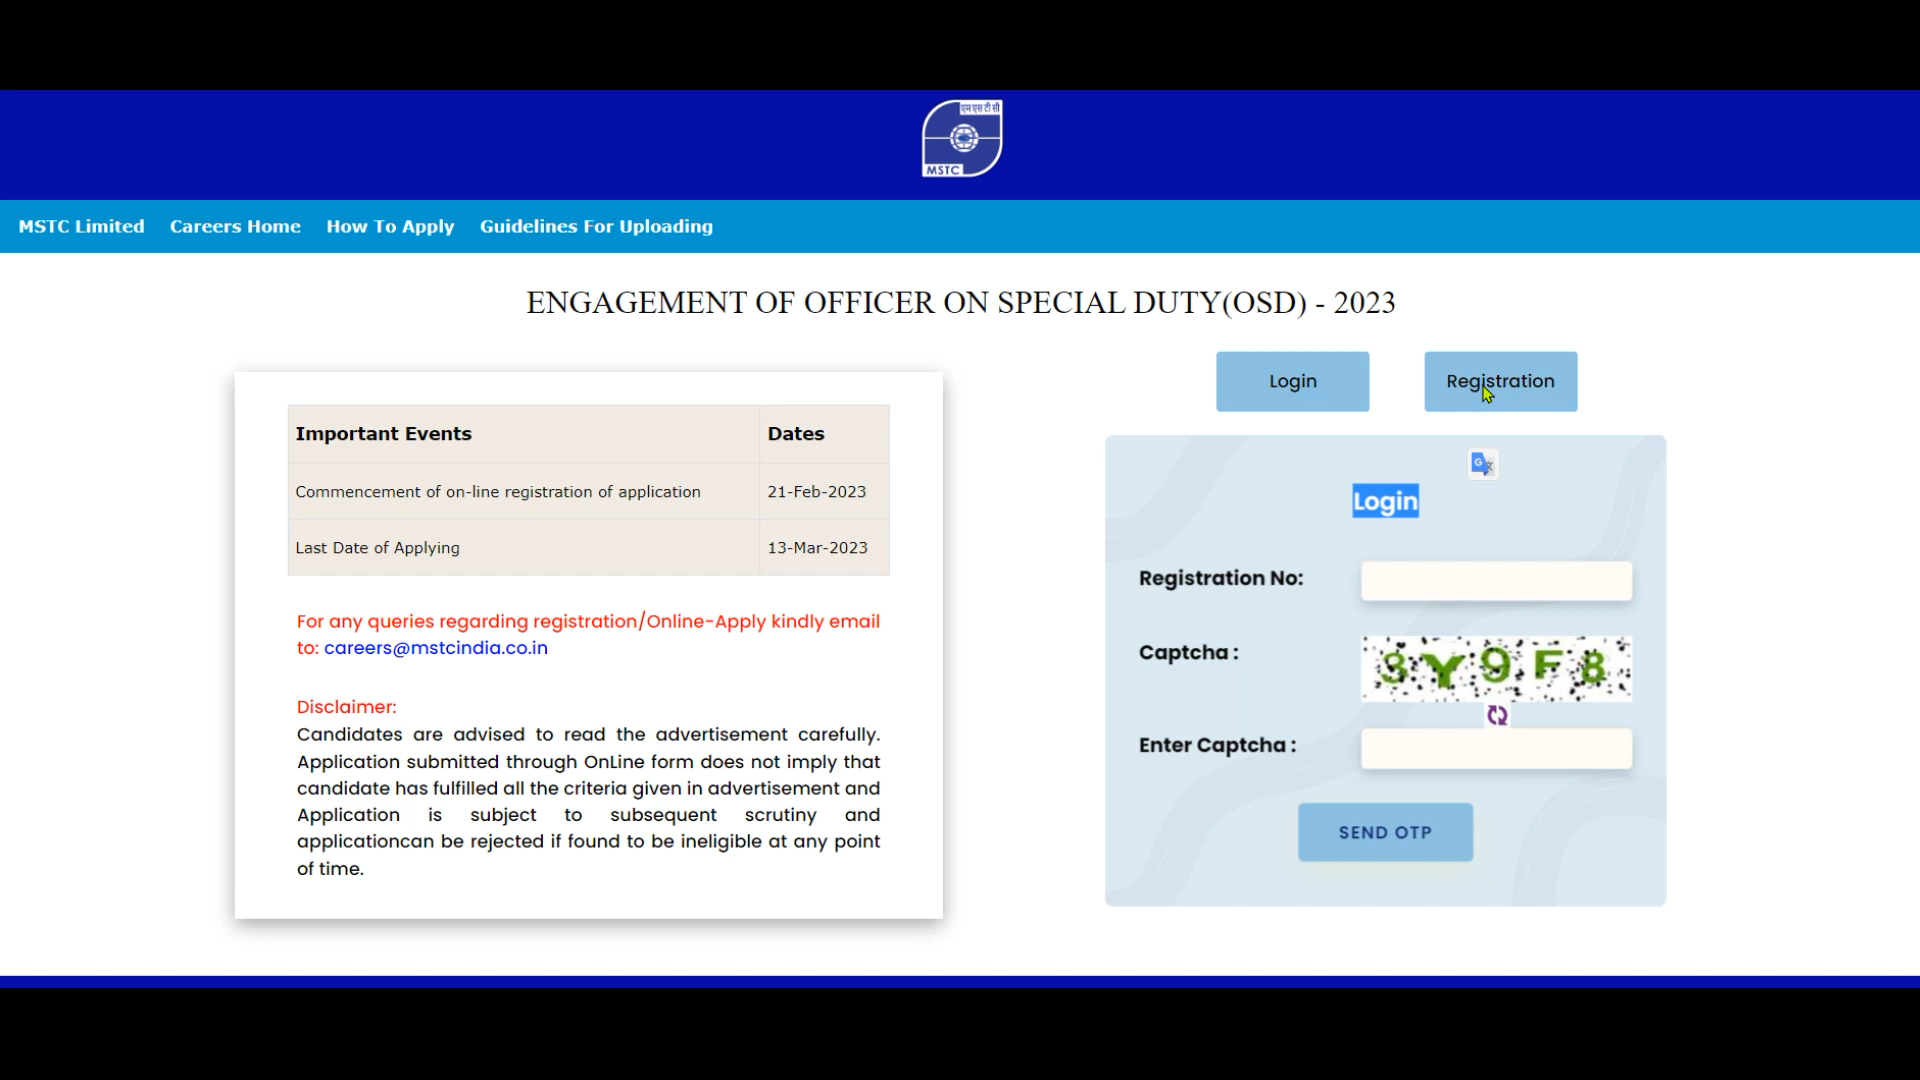 एम एस टी सी
MSTC
MSTC Limited Careers Home How To Apply Guidelines For Uploading
ENGAGEMENT OF OFFICER ON SPECIAL DUTY(OSD) - 2023
Login Registration
Important Events Dates
Commencement of on-line registration of application 21-Feb-2023
Last Date of Applying 13-Mar-2023
For any queries regarding registration/Online-Apply kindly email
to: careers@mstcindia.co.in
Disclaimer:
Candidates are advised to read the advertisement carefully.
Application submitted through OnLine form does not imply that
candidate has fulfilled all the criteria given in advertisement and
Application is subject to subsequent scrutiny and
applicationcan be rejected if found to be ineligible at any point
of time.
G
Login
Registration No:
Captcha :
3Y9F8
Enter Captcha :
SEND OTP